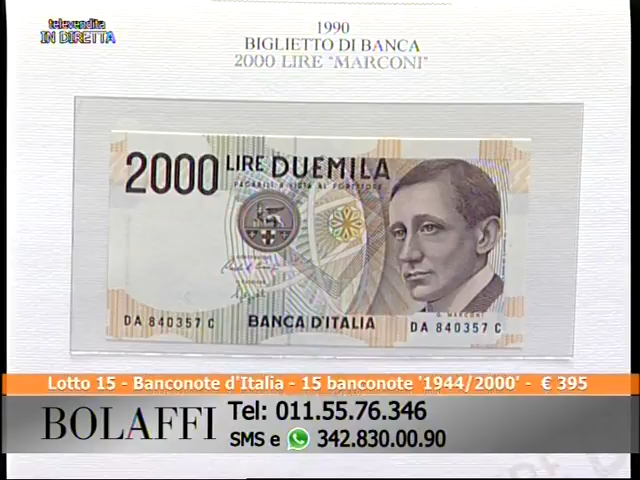 televendita
IN DIRETTA
1990
BIGLIETTO DI BANCA
2000 LIRE "MARCONI"
2000 LIRE DUEMILA
PAGABILI A VISTA AL PORTATORE
G. MARCONI
DA 840357 C
BANCA D'ITALIA
DA 840357 C
Lotto 15 - Banconote d'Italia - 15 banconote '1944/2000' - € 395
BOLAFFI
Tel: 011.55.76.346
SMS e 342.830.00.90